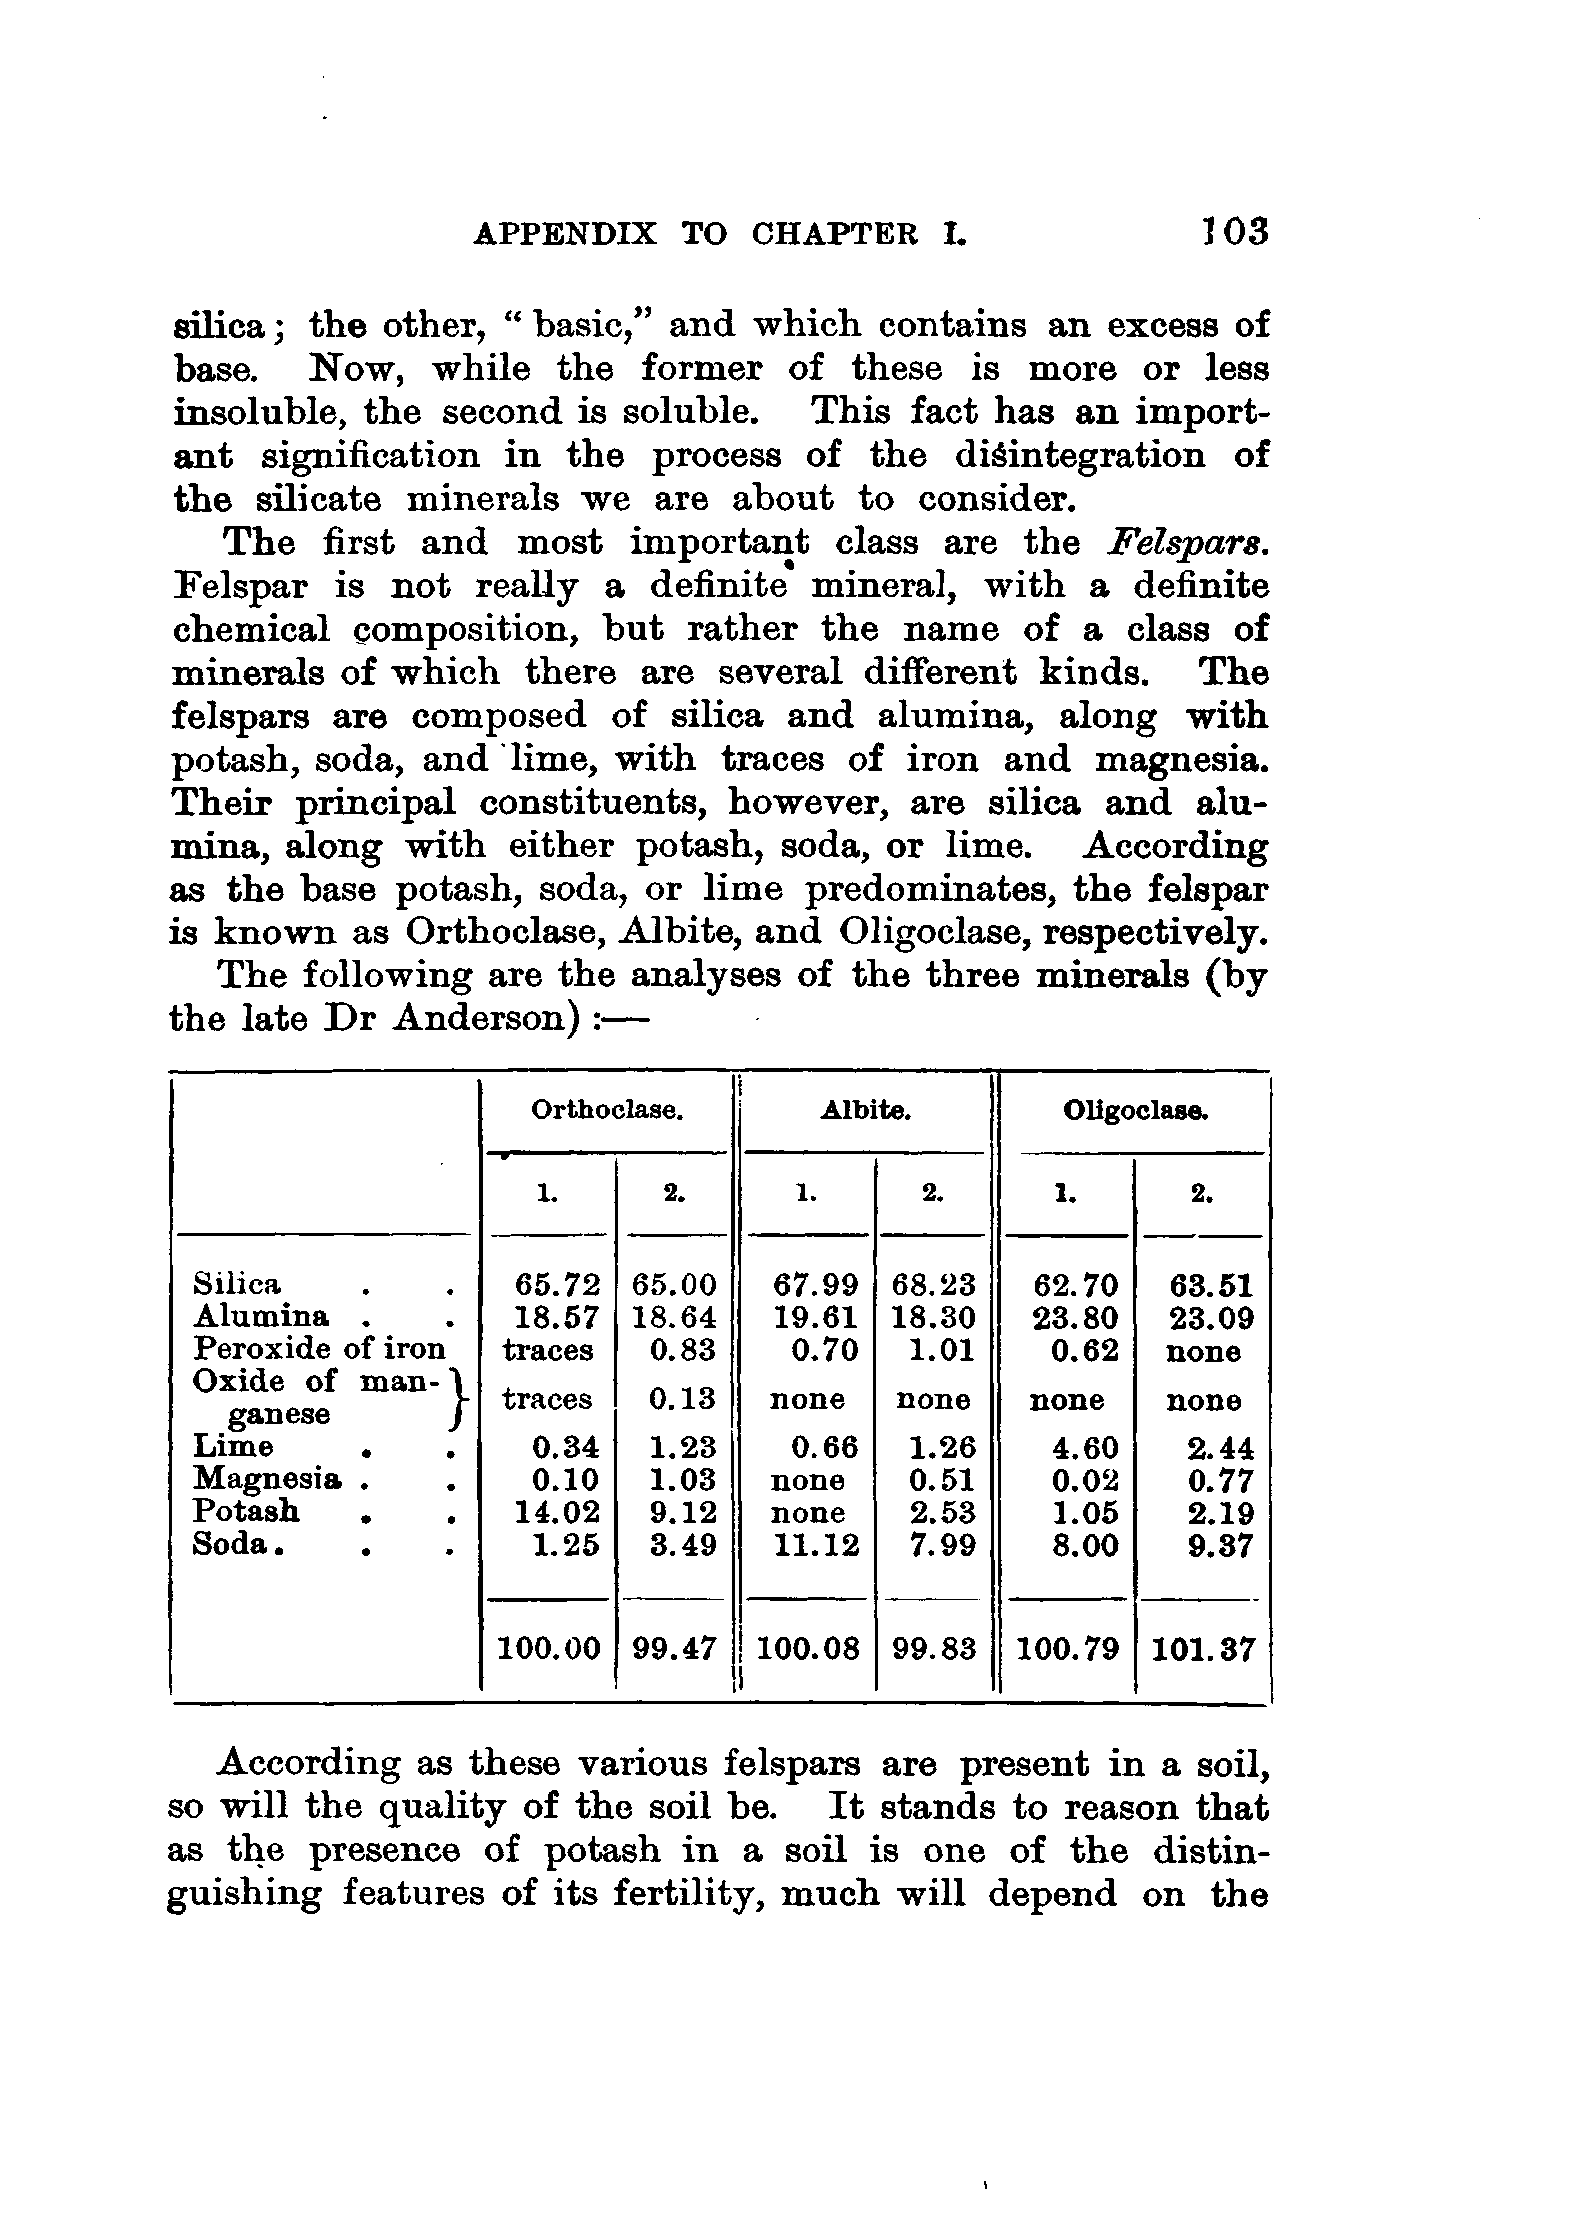 APPENDIX TO CHAPTER I. 103
silica; the other, “basic,” and which contains an excess of
base. Now, while the former of these is more or less
insoluble, the second is soluble. This fact has an import-
ant signification in the process of the disintegration of
the silicate minerals we are about to consider.
The first and most important class are the Felspars.
Felspar is not really a definite mineral, with a definite
chemical composition, but rather the name of a class of
minerals of which there are several different kinds. The
felspars are composed of silica and alumina, along with
potash, soda, and lime, with traces of iron and magnesia.
Their principal constituents, however, are silica and alu-
mina, along with either potash, soda, or lime. According
as the base potash, soda, or lime predominates, the felspar
is known as Orthoclase, Albite, and Oligoclase, respectively.
The following are the analyses of the three minerals (by
the late Dr Anderson) :—
Orthoclase. Albite. Oligoclase.
1. 2. 1. 2. 1. 2.
Silica . . 65.72 65.00 67.99 68.23 62.70 63.51
Alumina . . 18.57 18.64 19.61 18.30 23.80 23.09
Peroxide of iron traces 0.83 0.70 1.01 0.62 none
Oxide of man-
ganese } traces 0.13 none none none none
Lime . . 0.34 1.23 0.66 1.26 4.60 2.44
Magnesia . . 0.10 1.03 none 0.51 0.02 0.77
Potash . . 14.02 9.12 none 2.53 1.05 2.19
Soda . . . 1.25 3.49 11.12 7.99 8.00 9.37
100.00 99.47 100.08 99.83 100.79 101.37
According as these various felspars are present in a soil,
so will the quality of the soil be. It stands to reason that
as the presence of potash in a soil is one of the distin-
guishing features of its fertility, much will depend on the